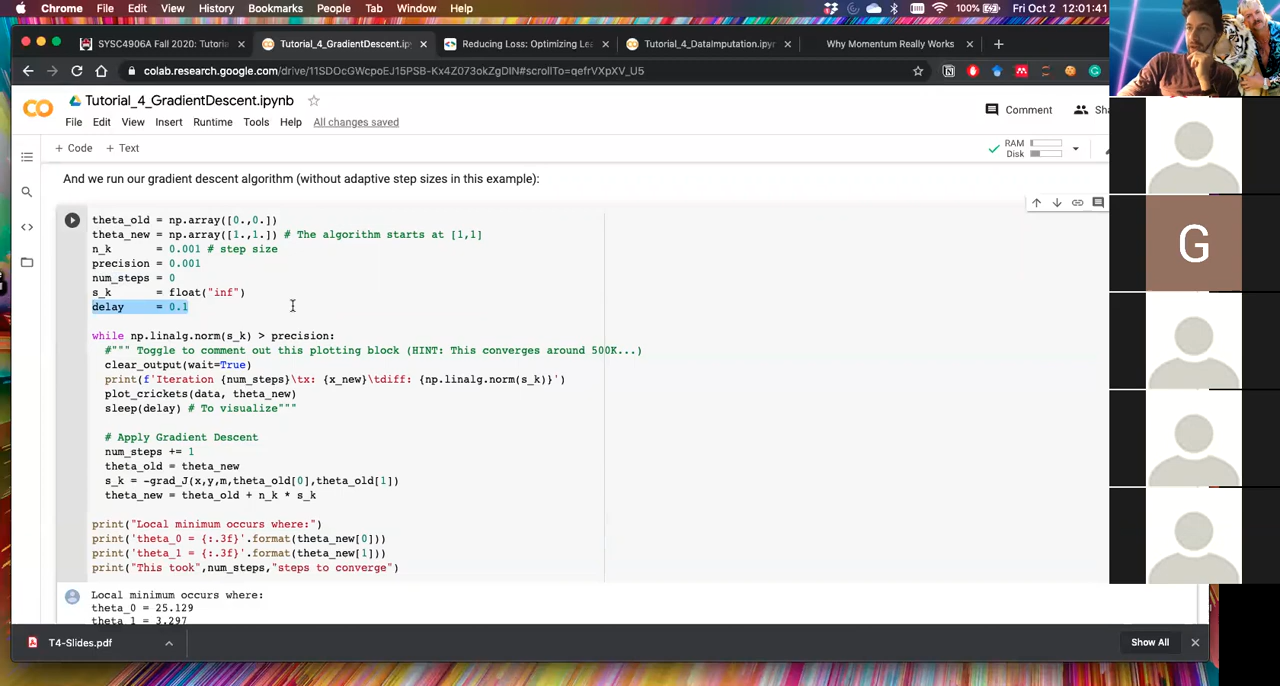 Chrome File Edit View History Bookmarks People Tab Window Help 100% Fri Oct 2 12:01:41
SYSC4906A Fall 2020: Tutoria Tutorial_4_GradientDescent.ip Reducing Loss: Optimizing Le Tutorial_4_DataImputation.ipyr Why Momentum Really Works
colab.research.google.com/drive/11SDOcGWcpoEJ15PSB-Kx4Z073okZgDIN#scrollTo=qefrVXpXV_U5
Tutorial_4_GradientDescent.ipynb
Comment Sha
File Edit View Insert Runtime Tools Help All changes saved
+ Code + Text
RAM
Disk
And we run our gradient descent algorithm (without adaptive step sizes in this example):
theta_old = np.array([0.,0.])
theta_new = np.array([1.,1.]) # The algorithm starts at [1,1]
n_k = 0.001 # step size
precision = 0.001
num_steps = 0
s_k = float("inf")
delay = 0.1
while np.linalg.norm(s_k) > precision:
#""" Toggle to comment out this plotting block (HINT: This converges around 500K...)
clear_output(wait=True)
print(f'Iteration {num_steps}\tx: {x_new}\tdiff: {np.linalg.norm(s_k)}')
plot_crickets(data, theta_new)
sleep(delay) # To visualize"""
# Apply Gradient Descent
num_steps += 1
theta_old = theta_new
s_k = -grad_J(x,y,m,theta_old[0],theta_old[1])
theta_new = theta_old + n_k * s_k
print("Local minimum occurs where:")
print('theta_0 = {:.3f}'.format(theta_new[0]))
print('theta_1 = {:.3f}'.format(theta_new[1]))
print("This took",num_steps,"steps to converge")
Local minimum occurs where:
theta_0 = 25.129
theta_1 = 3.297
T4-Slides.pdf
Show All
G